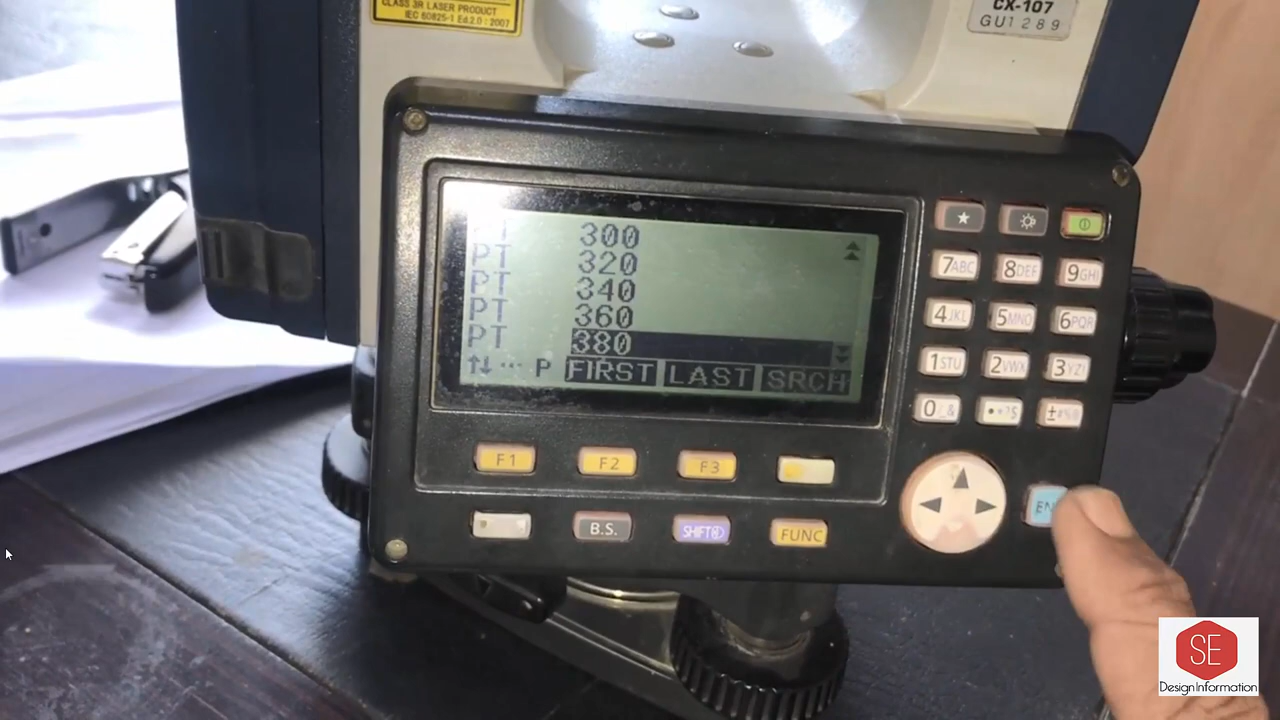 CLASS 3R LASER PRODUCT
IEC 60825-1 Ed.2.0 : 2007
CX-107
GU1289
300
PT 320
PT 340
PT 360
PT 380
P FIRST LAST SRCH
7ABC 8DEF 9GHI
4JKL 5MNO 6PQR
1STU 2VWX 3YZ
0
F1 F2 F3
B.S. SHIFT FUNC
SE
Design Information